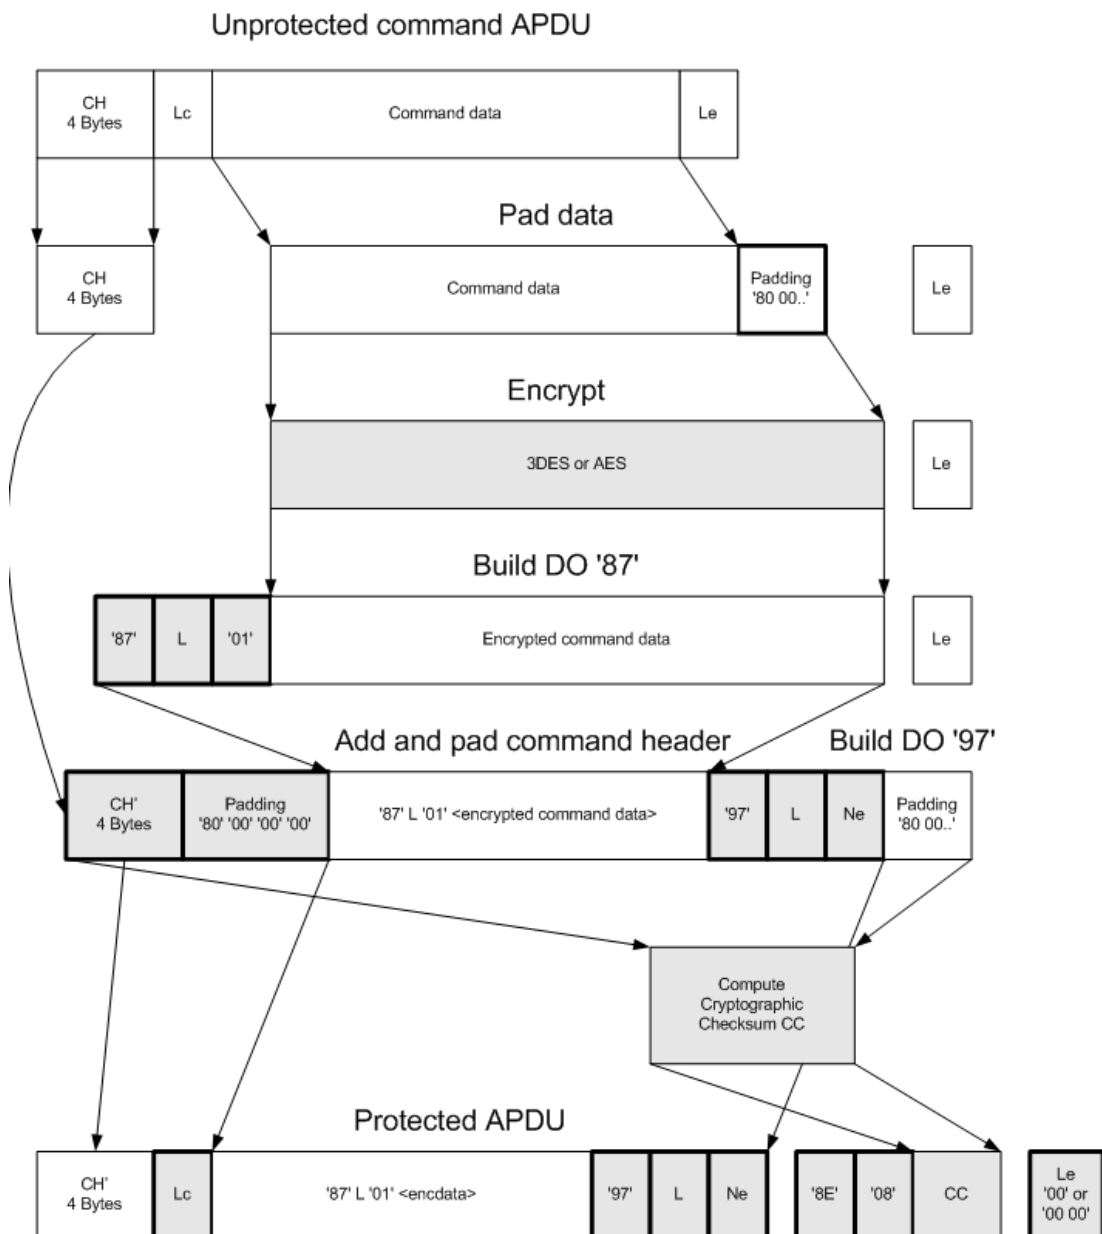 Unprotected command APDU
CH
4 Bytes
Lc
Command data
Le
Pad data
CH
4 Bytes
Command data
Padding
'80 00..'
Le
Encrypt
3DES or AES
Le
Build DO '87'
'87'
L
'01'
Encrypted command data
Le
Add and pad command header
Build DO '97'
CH'
4 Bytes
Padding
'80' '00' '00' '00'
'87' L '01' <encrypted command data>
'97'
L
Ne
Padding
'80 00..'
Compute
Cryptographic
Checksum CC
Protected APDU
CH'
4 Bytes
Lc
'87' L '01' <encdata>
'97'
L
Ne
'8E'
'08'
CC
Le
'00' or
'00 00'